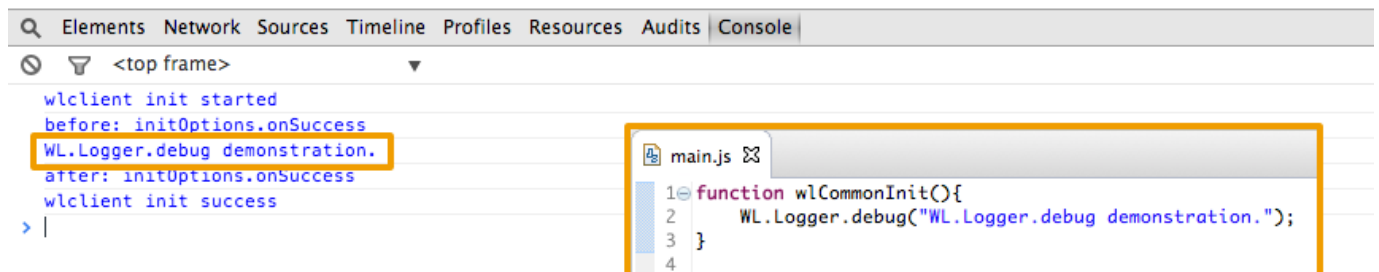 Elements Network Sources Timeline Profiles Resources Audits Console
<top frame>
wlclient init started
before: initOptions.onSuccess
WL.Logger.debug demonstration.
after: initOptions.onSuccess
wlclient init success
>
main.js
1 function wlCommonInit(){
2 WL.Logger.debug("WL.Logger.debug demonstration.");
3 }
4